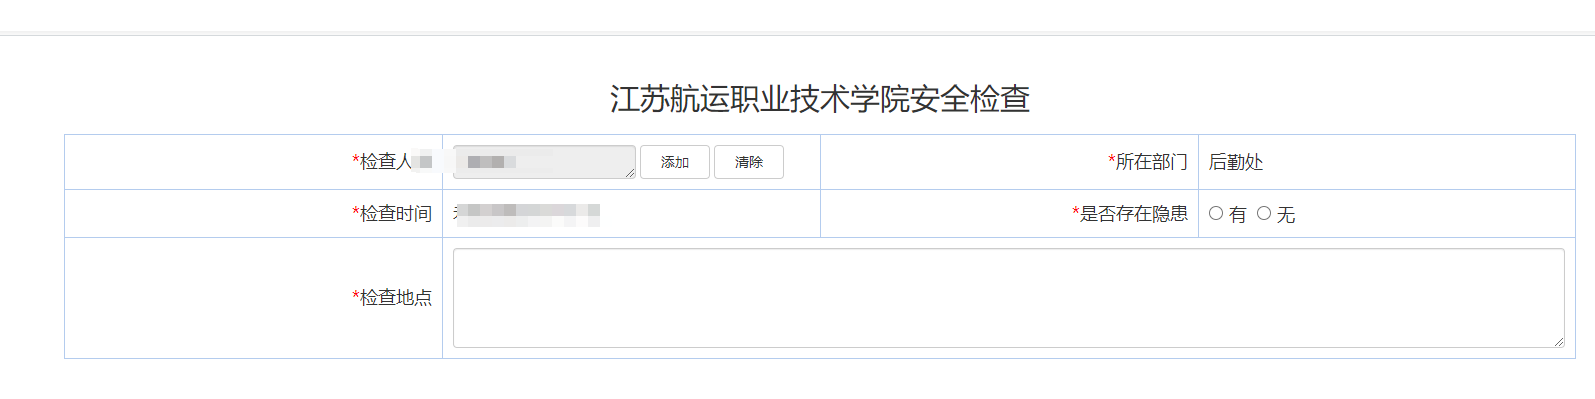 江苏航运职业技术学院安全检查
*检查人 添加 清除 *所在部门 后勤处
*检查时间 *是否存在隐患 有 无
*检查地点